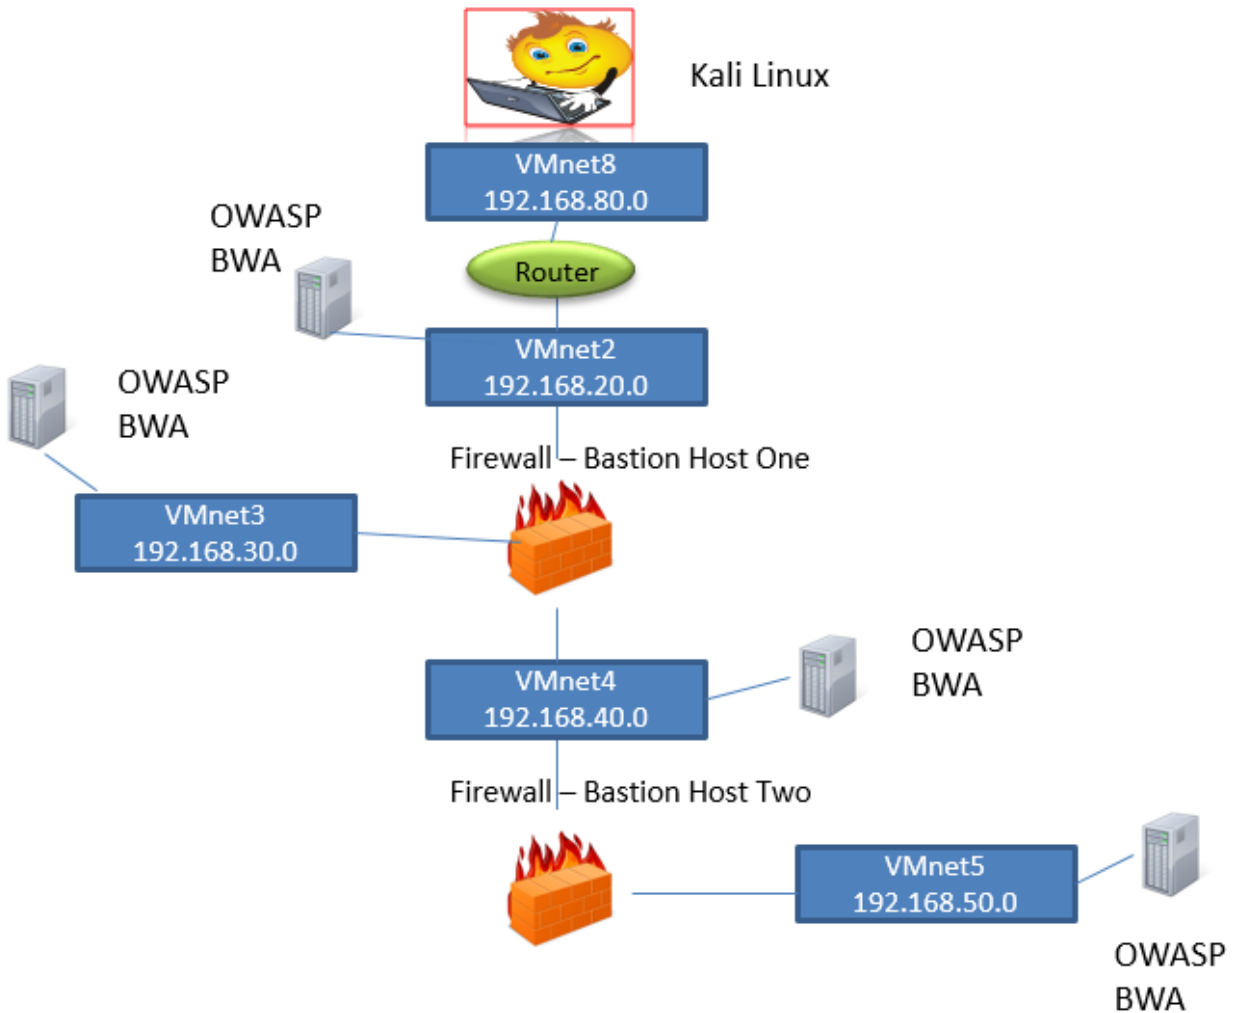 Kali Linux
VMnet8
192.168.80.0
OWASP
BWA
Router
VMnet2
192.168.20.0
OWASP
BWA
Firewall – Bastion Host One
VMnet3
192.168.30.0
OWASP
BWA
VMnet4
192.168.40.0
Firewall – Bastion Host Two
VMnet5
192.168.50.0
OWASP
BWA